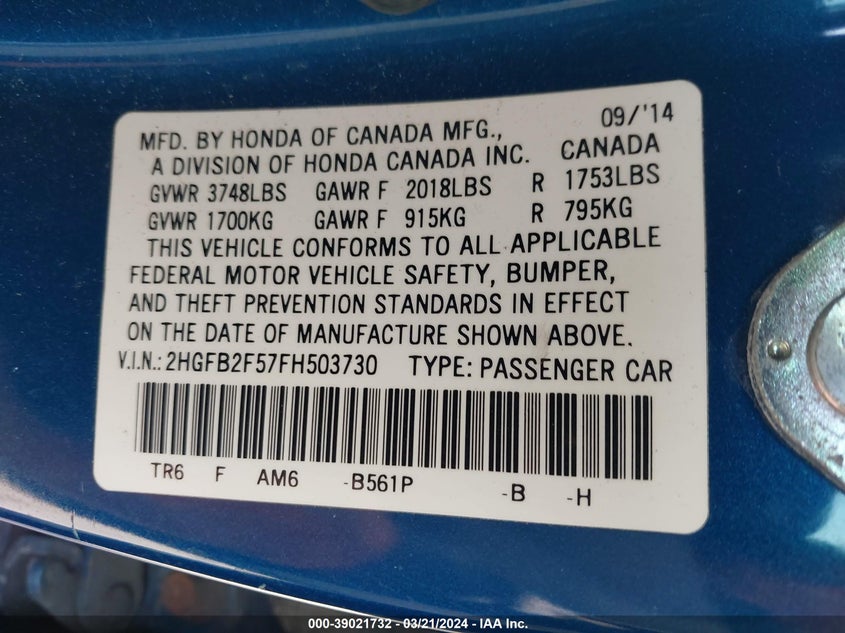 09/'14
MFD. BY HONDA OF CANADA MFG.,
A DIVISION OF HONDA CANADA INC. CANADA
GVWR 3748LBS GAWR F 2018LBS R 1753LBS
GVWR 1700KG GAWR F 915KG R 795KG
THIS VEHICLE CONFORMS TO ALL APPLICABLE
FEDERAL MOTOR VEHICLE SAFETY, BUMPER,
AND THEFT PREVENTION STANDARDS IN EFFECT
ON THE DATE OF MANUFACTURE SHOWN ABOVE.
V.I.N.: 2HGFB2F57FH503730 TYPE: PASSENGER CAR
TR6 F AM6 -B561P -B -H
000-39021732 - 03/21/2024 - IAA Inc.